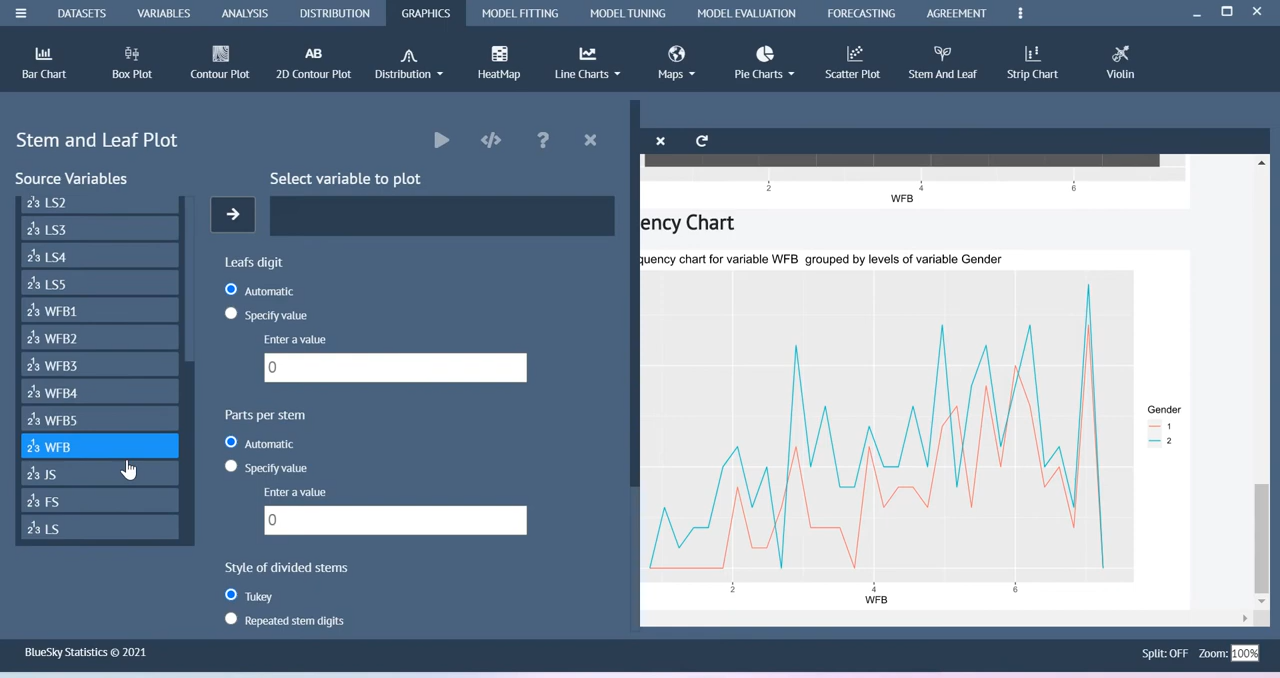 DATASETS VARIABLES ANALYSIS DISTRIBUTION GRAPHICS MODEL FITTING MODEL TUNING MODEL EVALUATION FORECASTING AGREEMENT
Bar Chart Box Plot Contour Plot AB 2D Contour Plot Distribution HeatMap Line Charts Maps Pie Charts Scatter Plot Stem And Leaf Strip Chart Violin
Stem and Leaf Plot
Source Variables
Select variable to plot
LS2
LS3
LS4
LS5
WFB1
WFB2
WFB3
WFB4
WFB5
WFB
JS
FS
LS
Leafs digit
Automatic
Specify value
Enter a value
0
Parts per stem
Automatic
Specify value
Enter a value
0
Style of divided stems
Tukey
Repeated stem digits
2 4 6
WFB
ency Chart
quency chart for variable WFB grouped by levels of variable Gender
Gender
1
2
2 4 6
WFB
BlueSky Statistics © 2021
Split: OFF Zoom: 100%